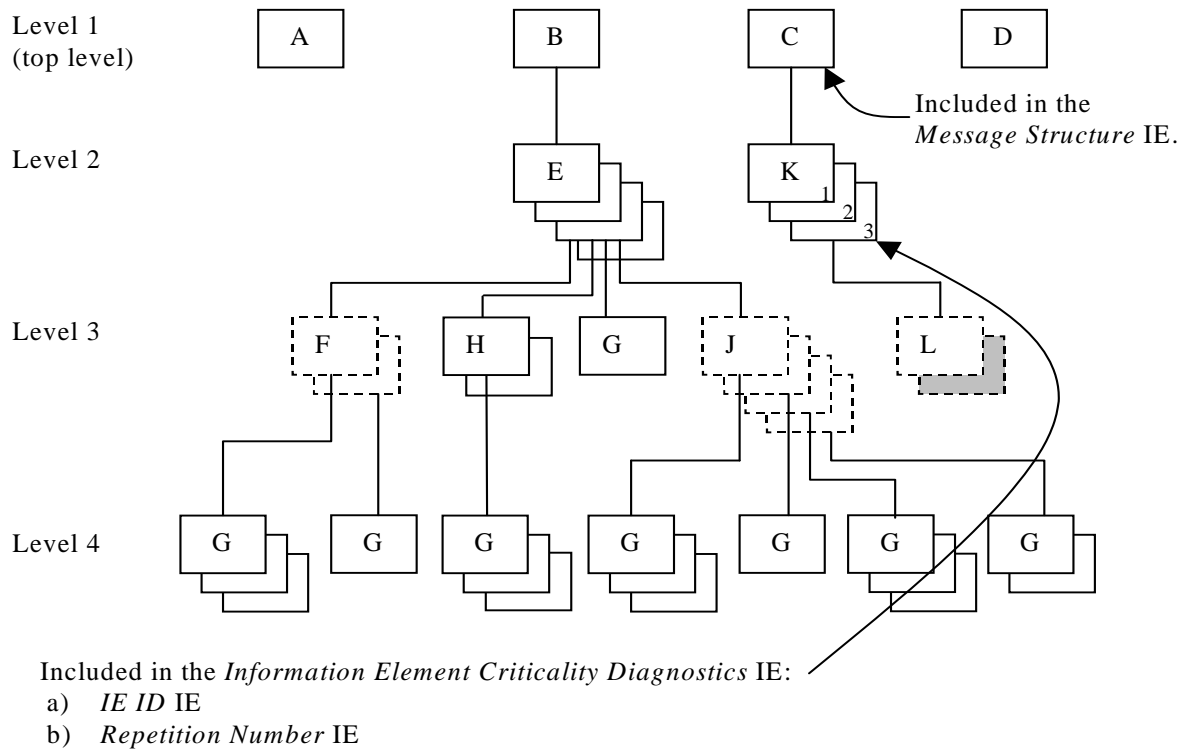 Level 1
(top level)
A B C D
Included in the
Message Structure IE.
Level 2
E K
1
2
3
Level 3
F H G J L
Level 4
G G G G G G G
Included in the Information Element Criticality Diagnostics IE:
a) IE ID IE
b) Repetition Number IE